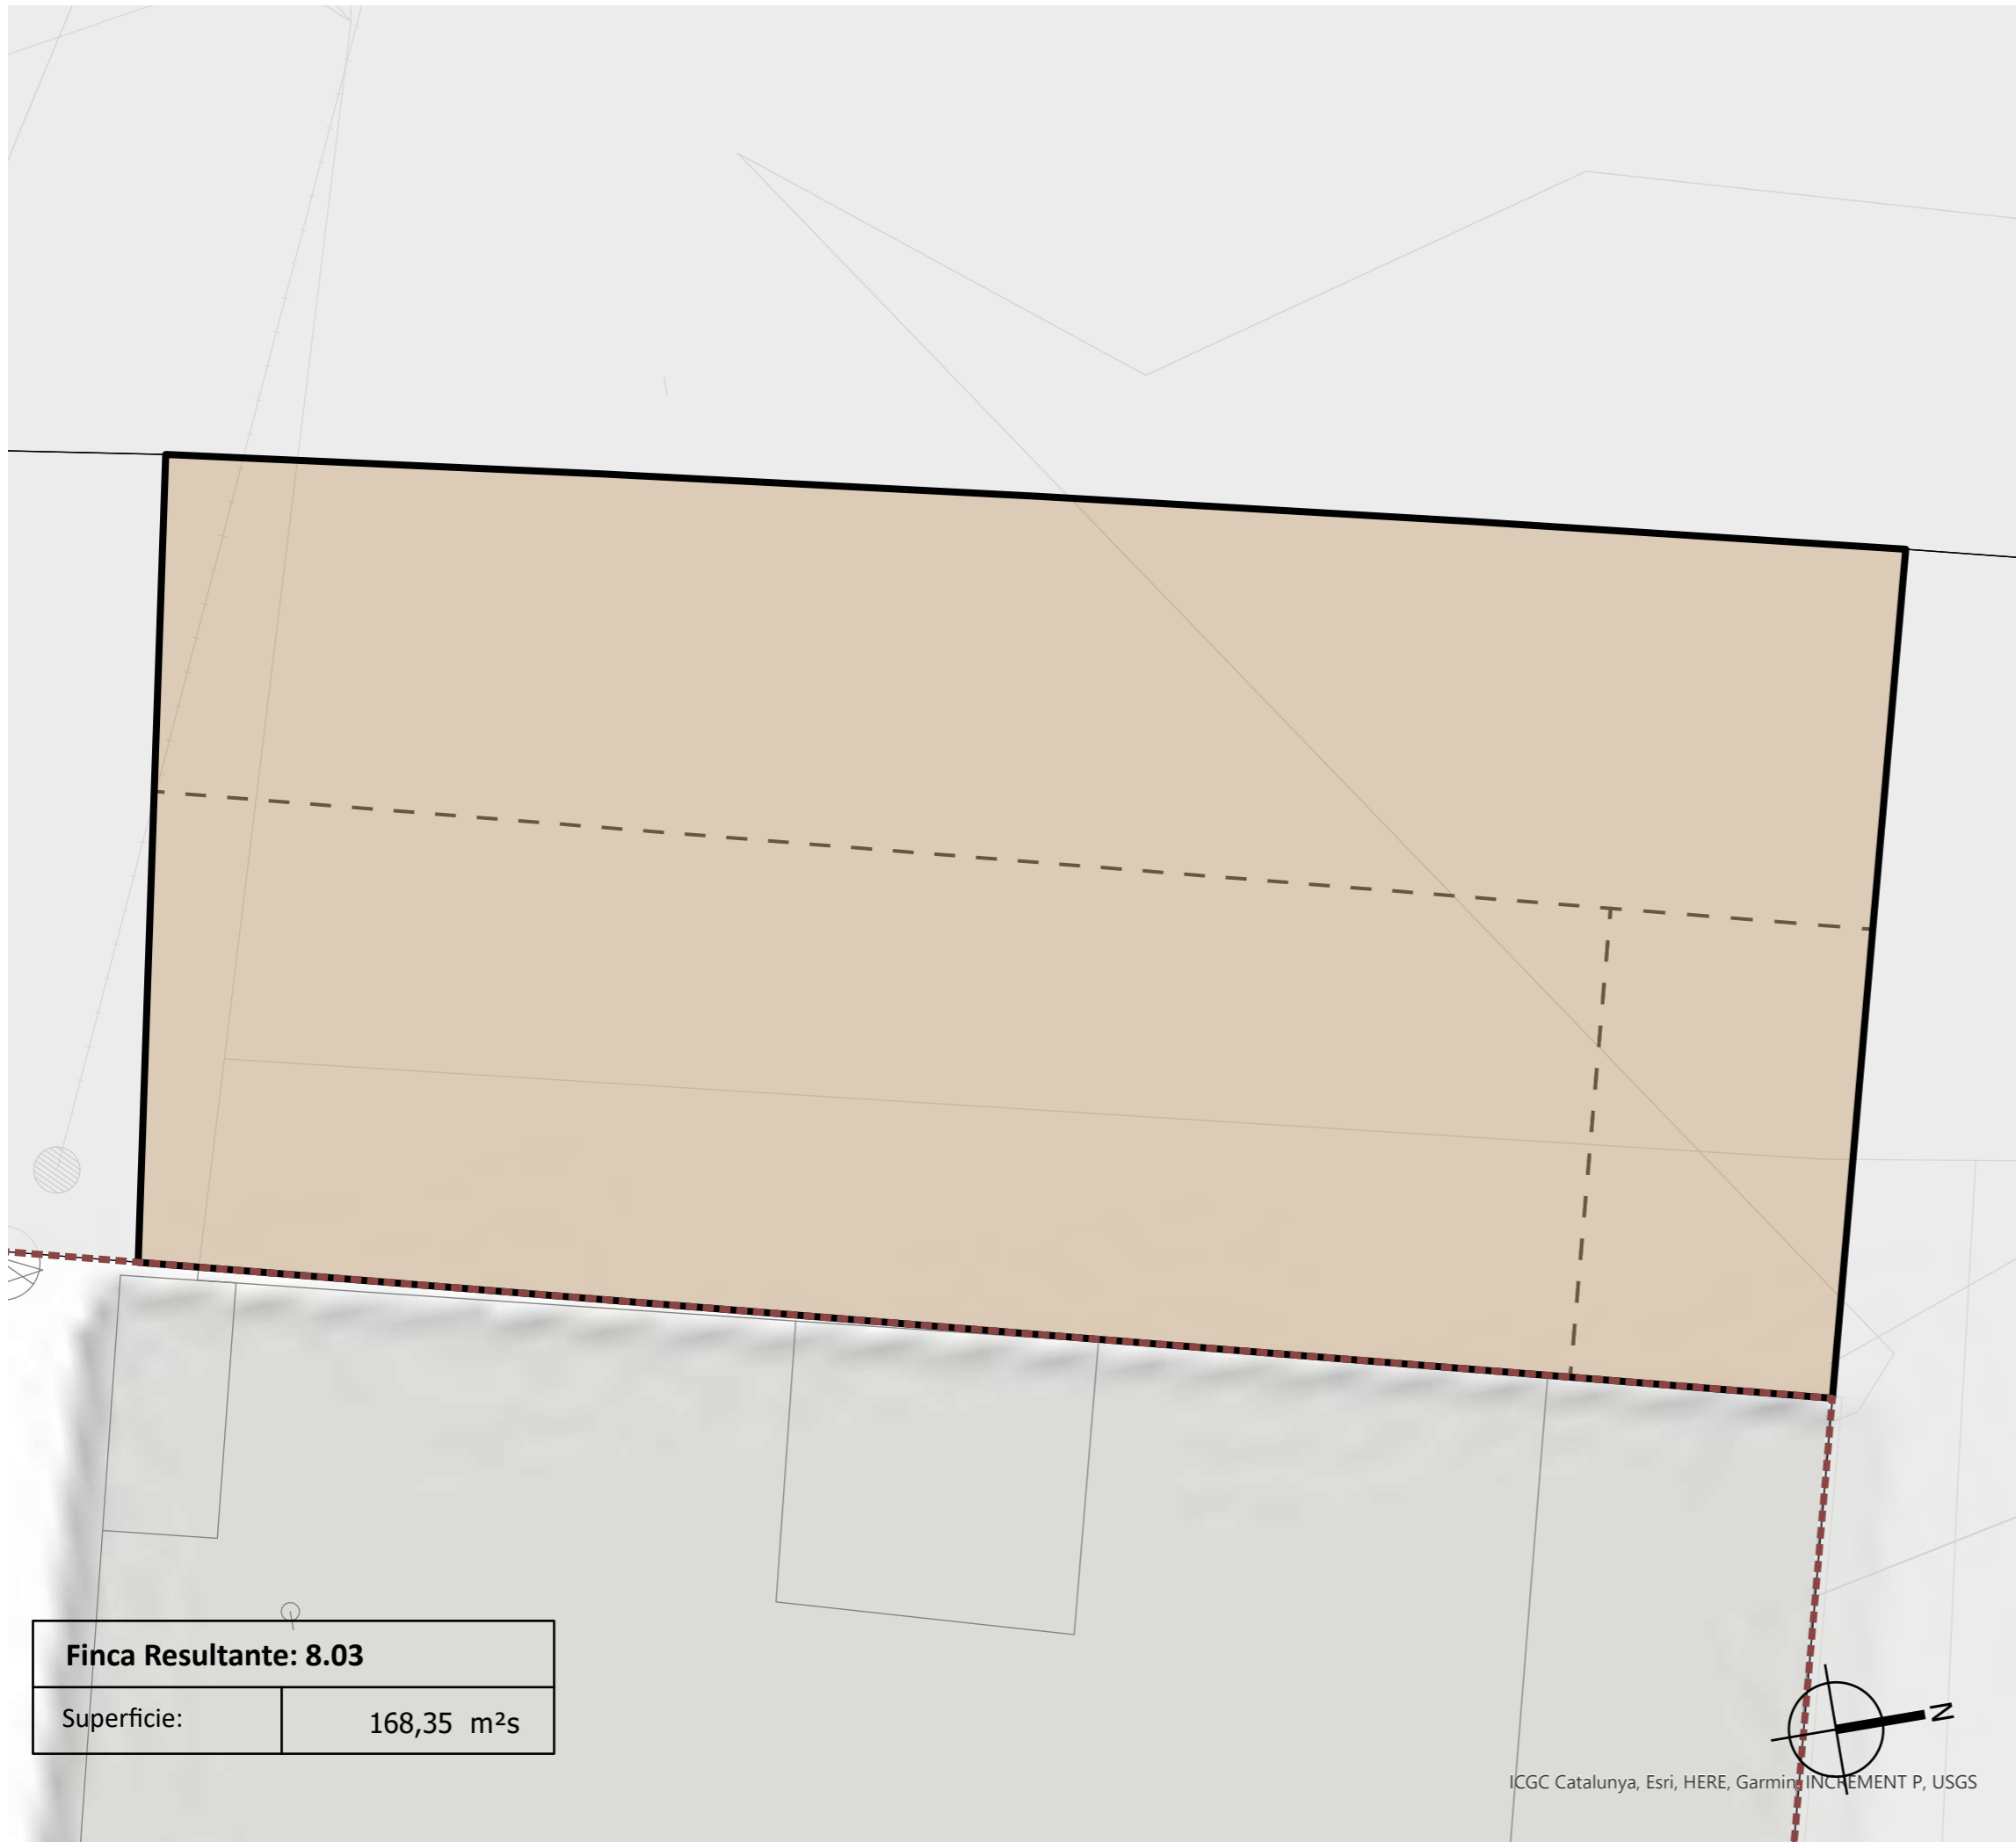 Finca Resultante: 8.03
Superficie: 168,35 m²s
N
ICGC Catalunya, Esri, HERE, Garmin, INCREMENT P, USGS